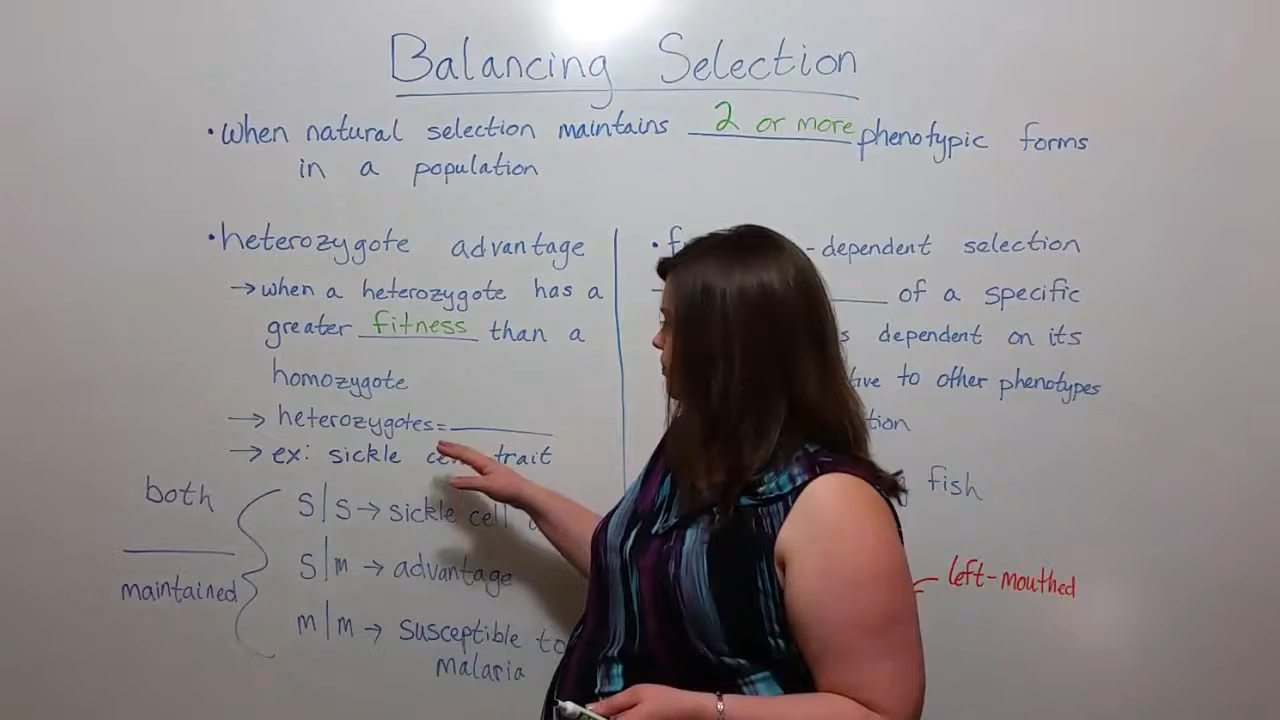 Balancing Selection
• when natural selection maintains 2 or more phenotypic forms
in a population
• heterozygote advantage
→ when a heterozygote has a
greater fitness than a
homozygote
→ heterozygotes=
→ ex: sickle trait
both
maintained
S|S → sickle cell
S|m → advantage
m|m → susceptible to
malaria
-dependent selection
of a specific
dependent on its
to other phenotypes
fish
left-mouthed